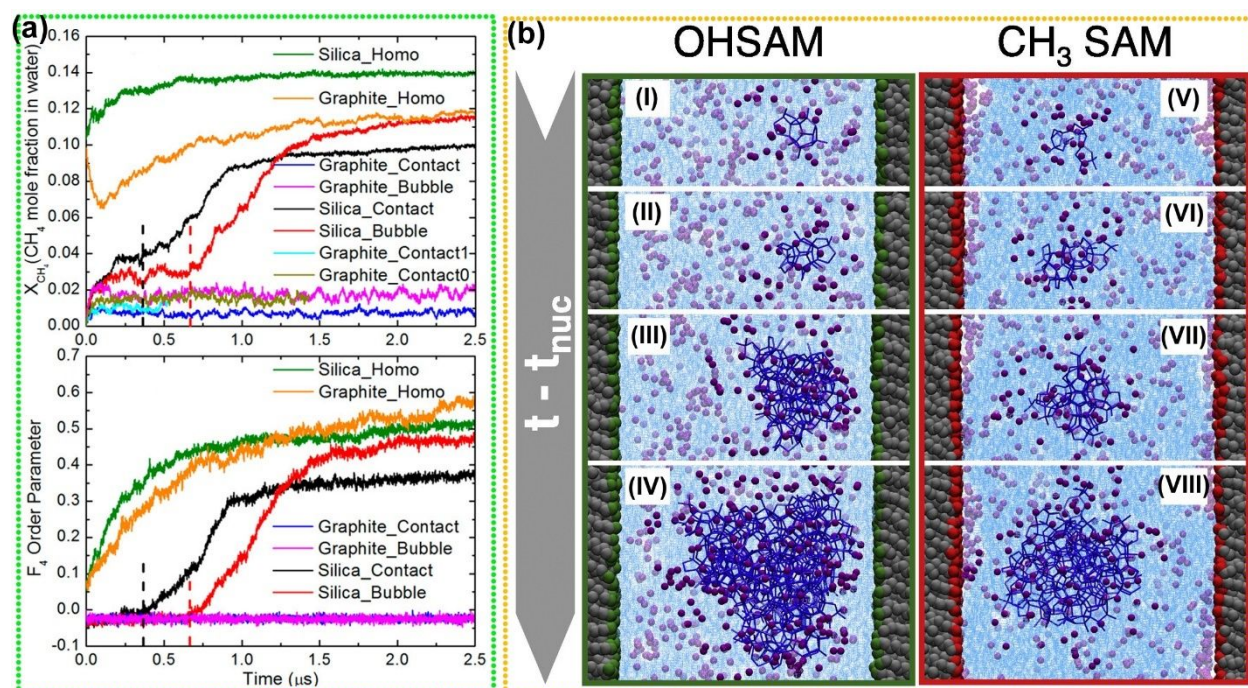 (a)
0.16
0.14
0.12
0.10
0.08
0.06
0.04
0.02
0.00
X_CH4 (CH4 mole fraction in water)
Silica_Homo
Graphite_Homo
Graphite_Contact
Graphite_Bubble
Silica_Contact
Silica_Bubble
Graphite_Contact1
Graphite_Contact0
0.0 0.5 1.0 1.5 2.0 2.5
0.7
0.6
0.5
0.4
0.3
0.2
0.1
0.0
-0.1
F4 Order Parameter
Silica_Homo
Graphite_Homo
Graphite_Contact
Graphite_Bubble
Silica_Contact
Silica_Bubble
0.0 0.5 1.0 1.5 2.0 2.5
Time (μs)
(b)
OHSAM
CH3 SAM
t - tnuc
(I)
(V)
(II)
(VI)
(III)
(VII)
(IV)
(VIII)